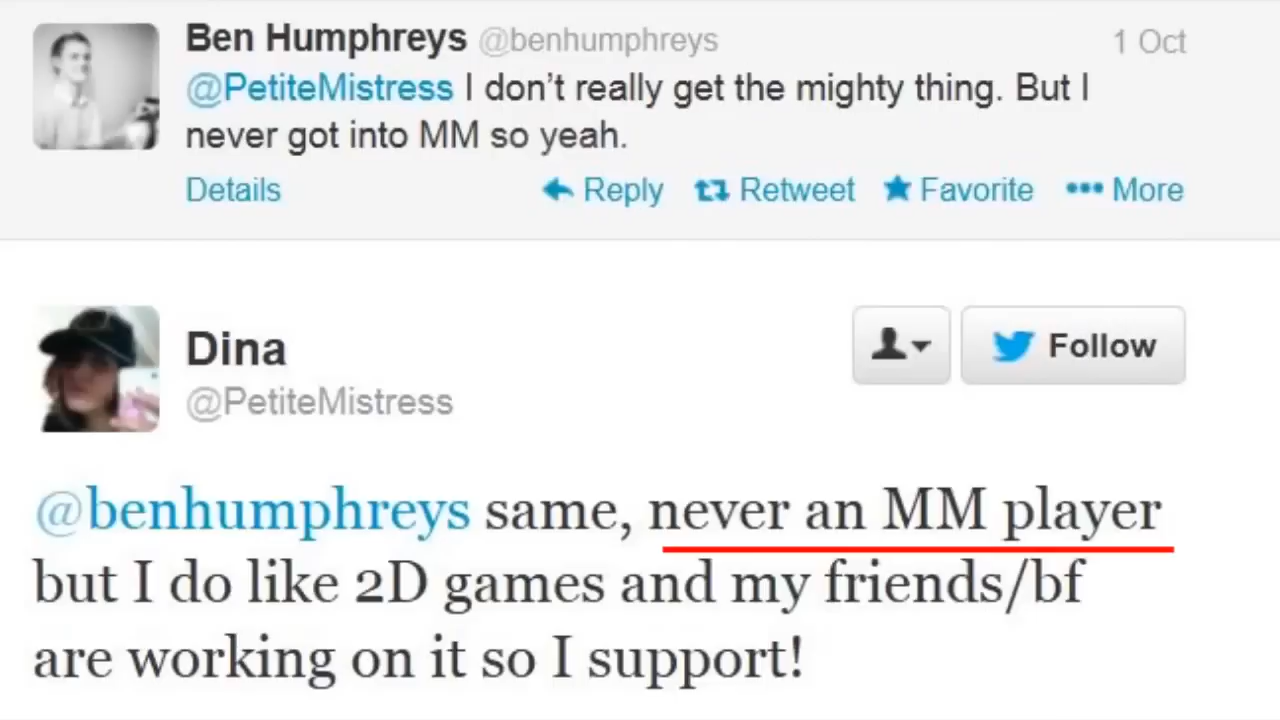 Ben Humphreys @benhumphreys 1 Oct
@PetiteMistress I don’t really get the mighty thing. But I
never got into MM so yeah.
Details Reply Retweet Favorite More
Dina Follow
@PetiteMistress
@benhumphreys same, never an MM player
but I do like 2D games and my friends/bf
are working on it so I support!